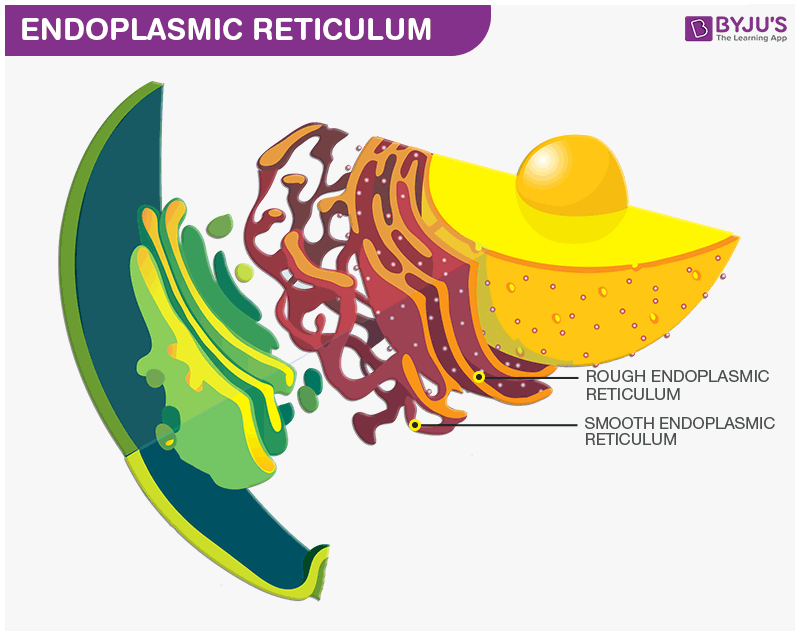 ENDOPLASMIC RETICULUM
BYJU'S
The Learning App
ROUGH ENDOPLASMIC
RETICULUM
SMOOTH ENDOPLASMIC
RETICULUM